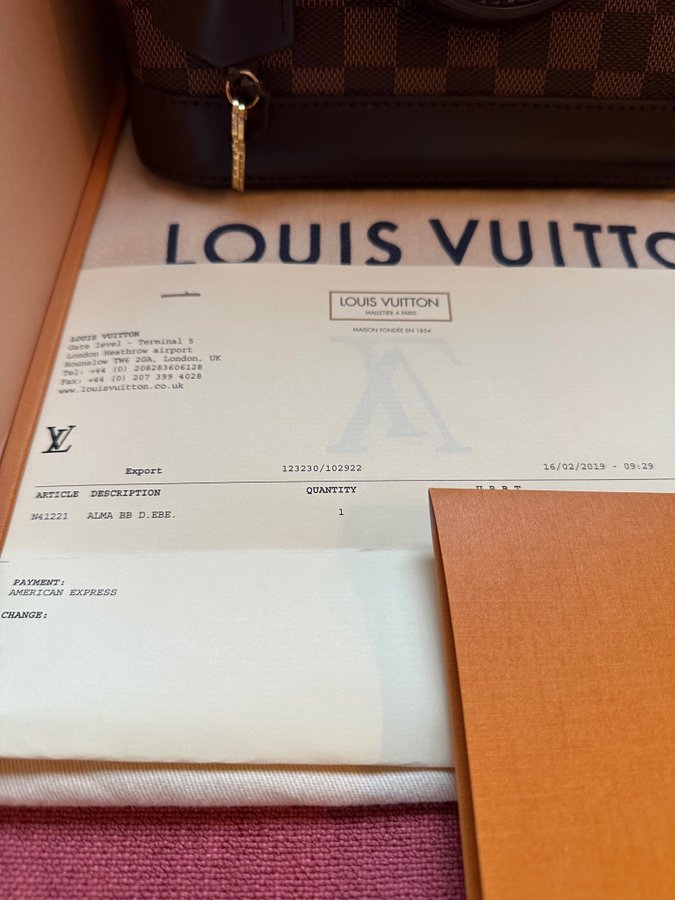 LOUIS VUITTO
LOUIS VUITTON
MALLETIER A PARIS
MAISON FONDÉE EN 1854
LOUIS VUITTON
Gate level - Terminal 5
London Heathrow airport
Hounslow TW6 2GA, London, UK
Tel: +44 (0) 208283606128
Fax: +44 (0) 207 399 4028
www.louisvuitton.co.uk
LV
Export 123230/102922 16/02/2019 - 09:29
ARTICLE DESCRIPTION QUANTITY
N41221 ALMA BB D.EBE. 1
PAYMENT:
AMERICAN EXPRESS
CHANGE: